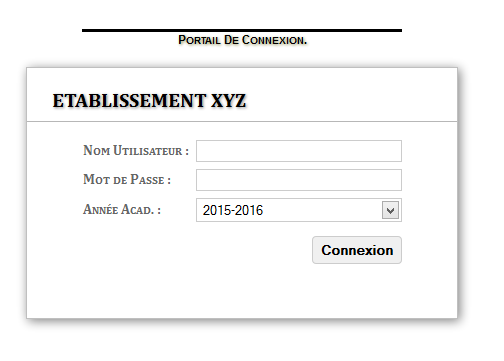 Portail De Connexion.
ETABLISSEMENT XYZ
Nom Utilisateur :
Mot de Passe :
Année Acad. : 2015-2016
Connexion